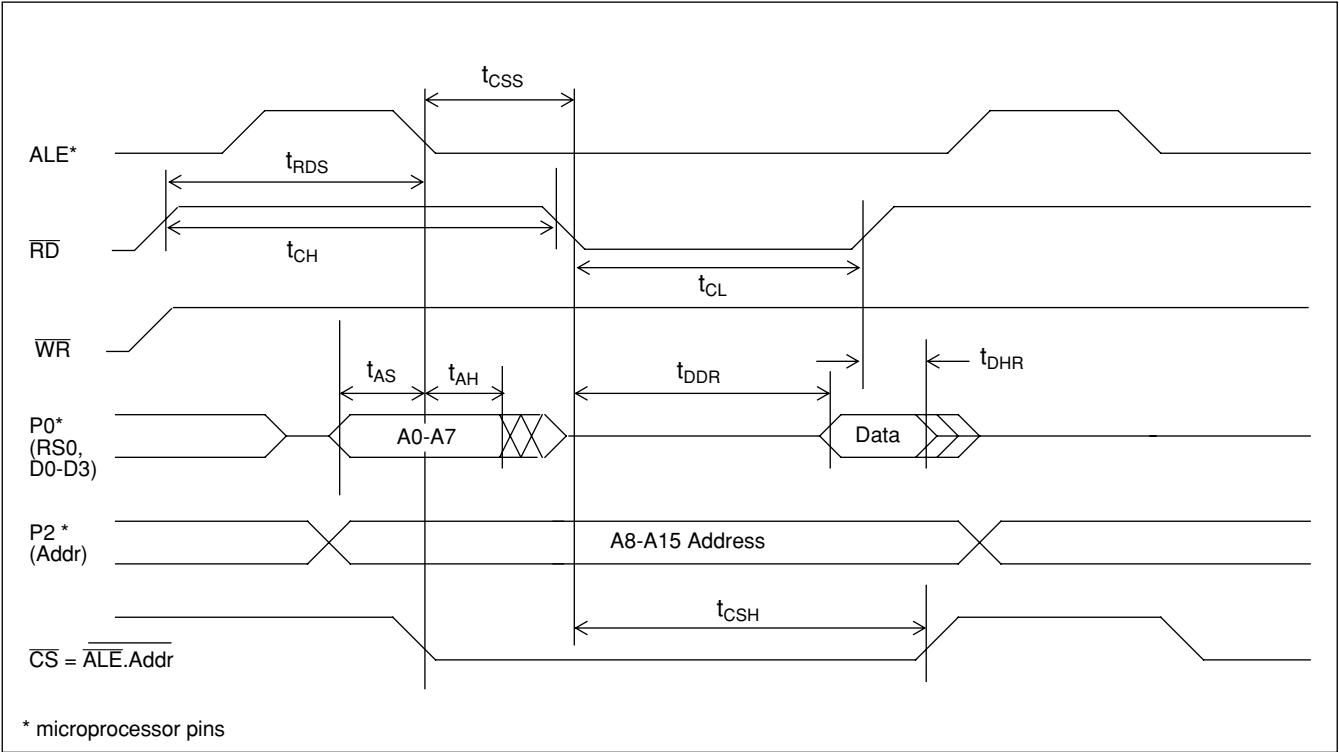 tCSS
ALE*
tRDS
RD
tCH
tCL
WR
tAS
tAH
tDDR
tDHR
P0*
(RS0,
D0-D3)
A0-A7
Data
P2 *
(Addr)
A8-A15 Address
tCSH
CS = ALE.Addr
* microprocessor pins